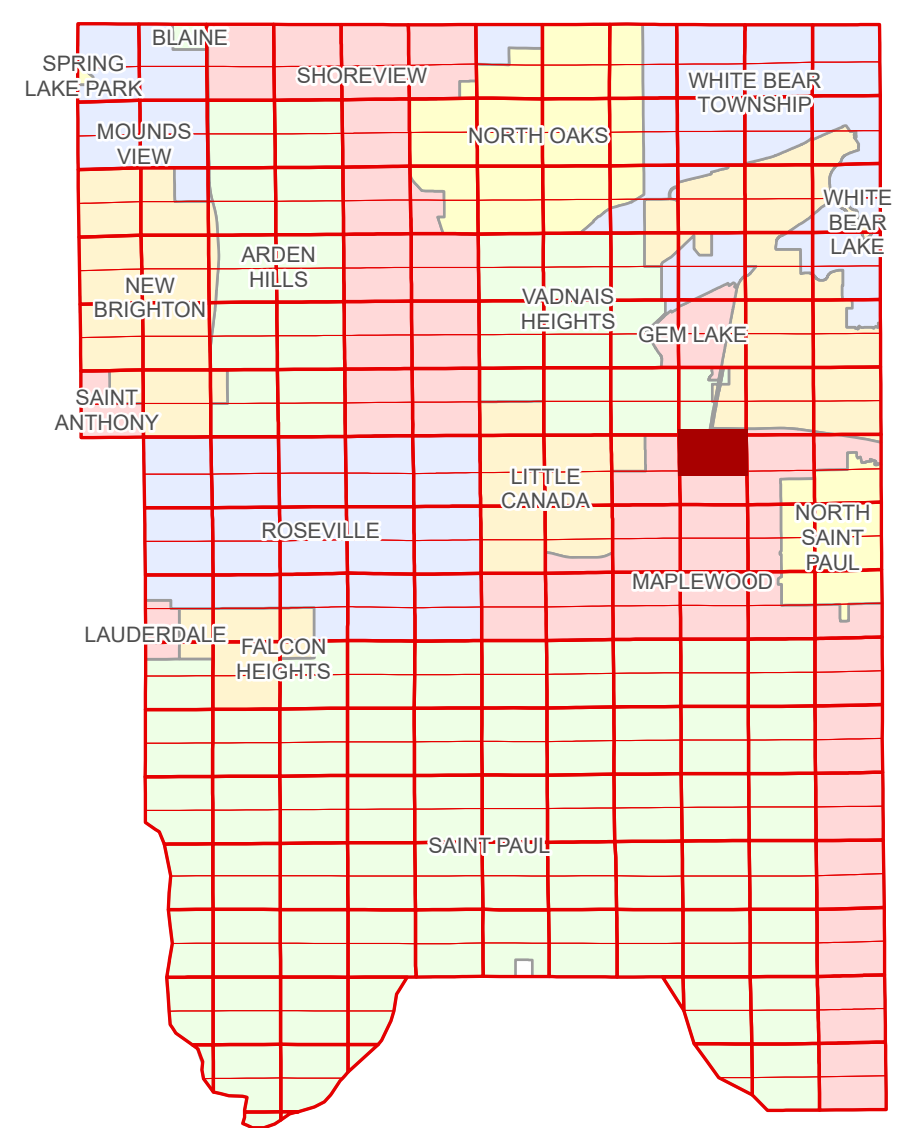 BLAINE
SPRING
LAKE PARK
SHOREVIEW
WHITE BEAR
TOWNSHIP
MOUNDS
VIEW
NORTH OAKS
WHITE
BEAR
LAKE
ARDEN
HILLS
NEW
BRIGHTON
VADNAIS
HEIGHTS
GEM LAKE
SAINT
ANTHONY
LITTLE
CANADA
ROSEVILLE
NORTH
SAINT
PAUL
MAPLEWOOD
LAUDERDALE
FALCON
HEIGHTS
SAINT PAUL